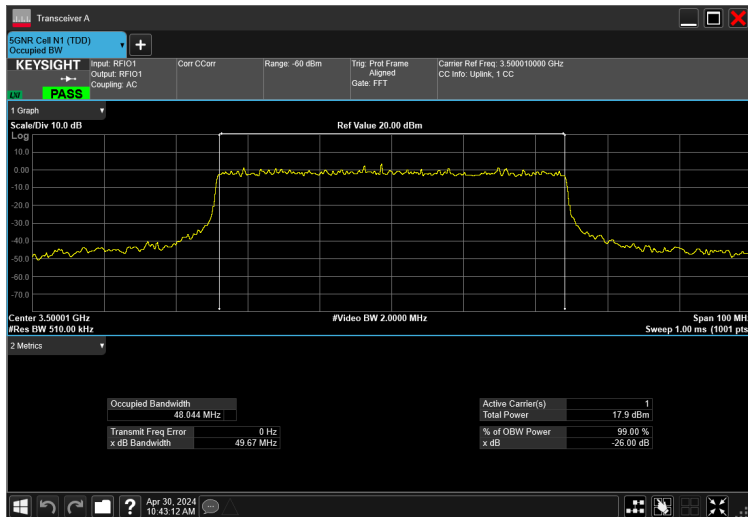 Transceiver A
5GNR Cell N1 (TDD)
Occupied BW
KEYSIGHT
LXI
PASS
Input: RFIO1
Output: RFIO1
Coupling: AC
Corr CCorr
Range: -60 dBm
Trig: Prot Frame
Aligned
Gate: FFT
Carrier Ref Freq: 3.500010000 GHz
CC Info: Uplink, 1 CC
1 Graph
Scale/Div 10.0 dB
Ref Value 20.00 dBm
Log
10.0
0.00
-10.0
-20.0
-30.0
-40.0
-50.0
-60.0
-70.0
Center 3.50001 GHz
#Video BW 2.0000 MHz
Span 100 MH
#Res BW 510.00 kHz
Sweep 1.00 ms (1001 pts
2 Metrics
Occupied Bandwidth
48.044 MHz
Active Carrier(s) 1
Total Power 17.9 dBm
Transmit Freq Error 0 Hz
x dB Bandwidth 49.67 MHz
% of OBW Power 99.00 %
x dB -26.00 dB
Apr 30, 2024
10:43:12 AM